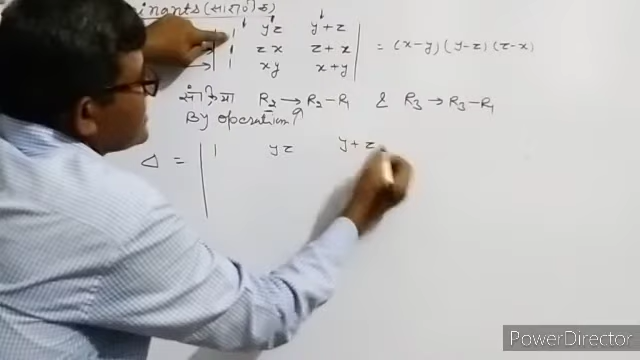 inants (सारणिक)
1 yz y+z
1 zx z+x = (x-y) (y-z) (z-x)
1 xy x+y
संक्रिया R₂ → R₂-R₁ & R₃ → R₃-R₁
By operation
Δ = | 1 yz y+z
PowerDirector